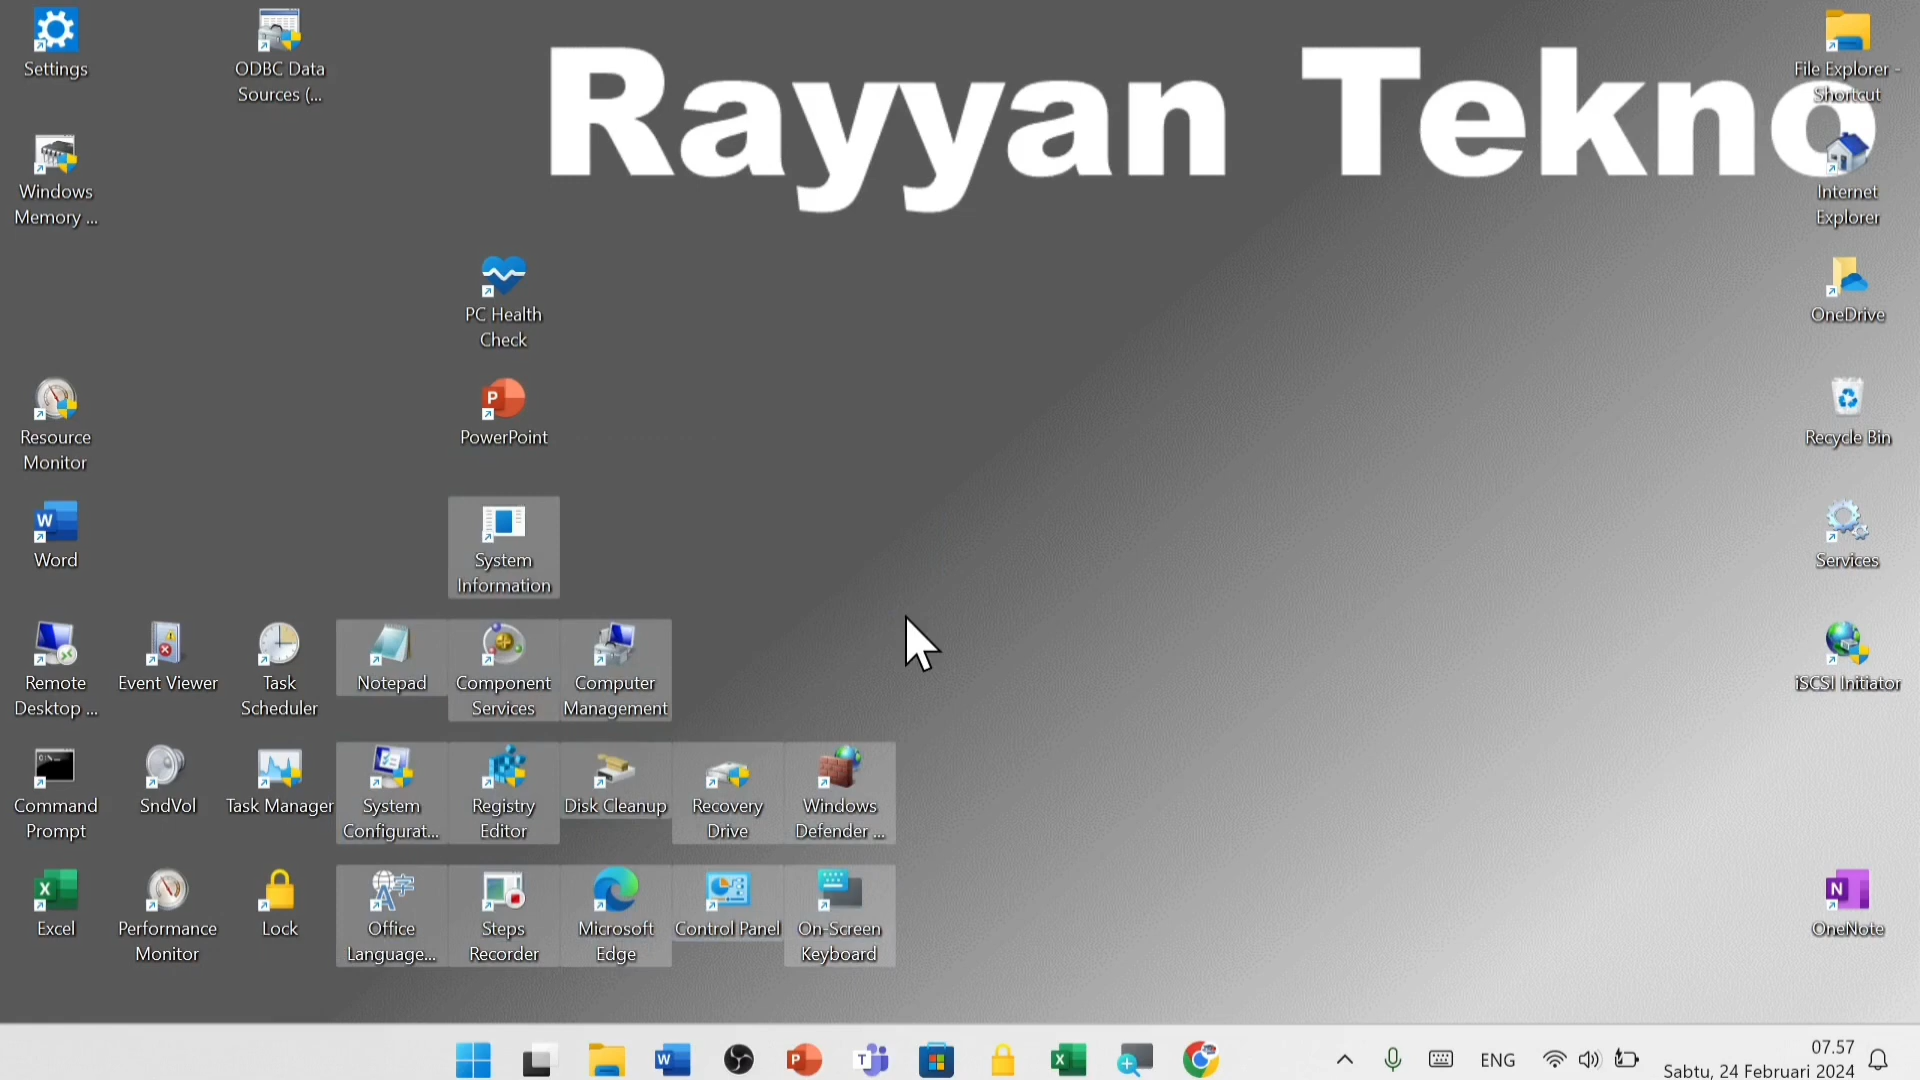 Rayyan Tekno
Settings
ODBC Data
Sources (...
File Explorer -
Shortcut
Windows
Memory ...
Internet
Explorer
PC Health
Check
OneDrive
Resource
Monitor
PowerPoint
Recycle Bin
Word
System
Information
Services
Remote
Desktop ...
Event Viewer
Task
Scheduler
Notepad
Component
Services
Computer
Management
iSCSI Initiator
Command
Prompt
SndVol
Task Manager
System
Configurat...
Registry
Editor
Disk Cleanup
Recovery
Drive
Windows
Defender ...
Excel
Performance
Monitor
Lock
Office
Language...
Steps
Recorder
Microsoft
Edge
Control Panel
On-Screen
Keyboard
OneNote
ENG
07.57
Sabtu, 24 Februari 2024